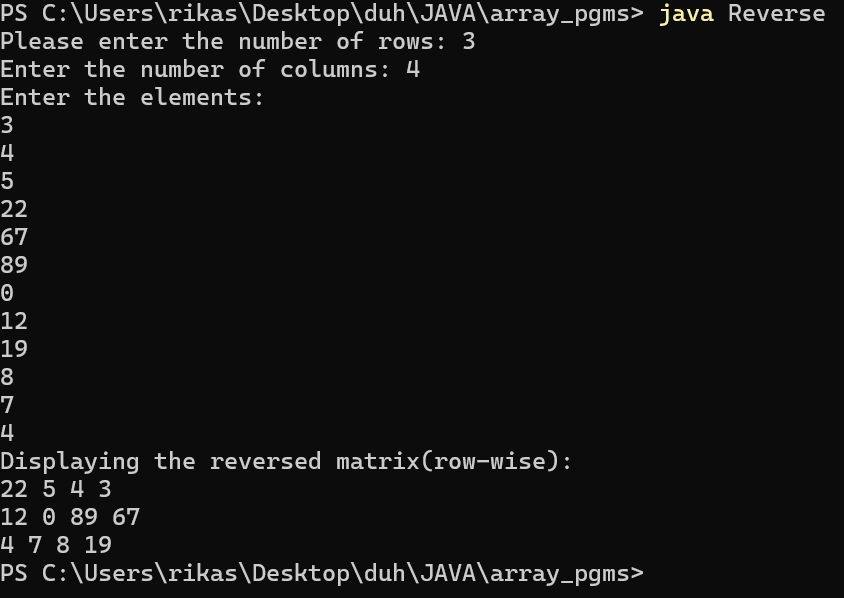 PS C:\Users\rikas\Desktop\duh\JAVA\array_pgms> java Reverse
Please enter the number of rows: 3
Enter the number of columns: 4
Enter the elements:
3
4
5
22
67
89
0
12
19
8
7
4
Displaying the reversed matrix(row-wise):
22 5 4 3
12 0 89 67
4 7 8 19
PS C:\Users\rikas\Desktop\duh\JAVA\array_pgms>